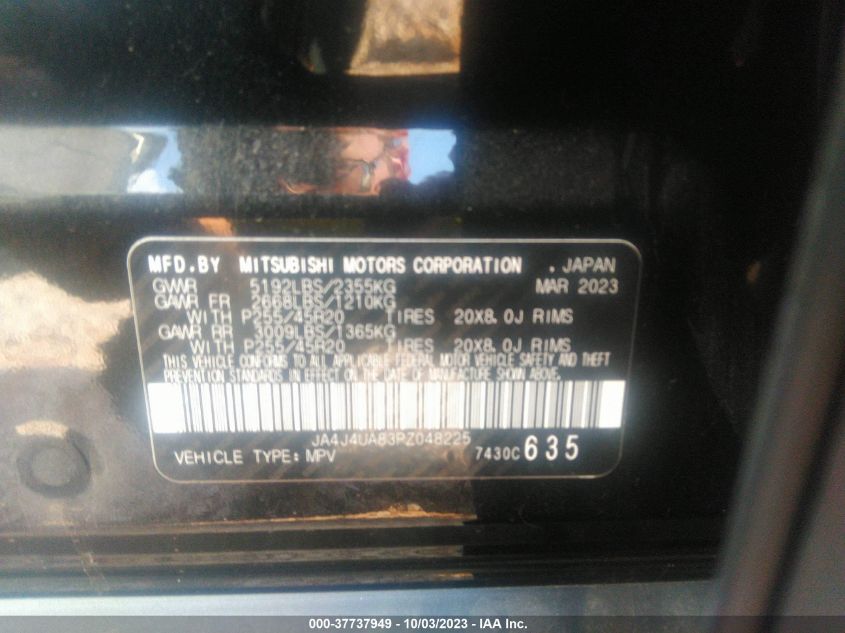 MFD.BY MITSUBISHI MOTORS CORPORATION . JAPAN
GVWR 5192LBS/2355KG MAR 2023
GAWR FR 2668LBS/1210KG
WITH P255/45R20 TIRES 20X8.0J RIMS
GAWR RR 3009LBS/1365KG
WITH P255/45R20 TIRES 20X8.0J RIMS
THIS VEHICLE CONFORMS TO ALL APPLICABLE FEDERAL MOTOR VEHICLE SAFETY AND THEFT
PREVENTION STANDARDS IN EFFECT ON THE DATE OF MANUFACTURE SHOWN ABOVE.
JA4J4UA83PZ048225
VEHICLE TYPE: MPV 7430C 635
000-37737949 - 10/03/2023 - IAA Inc.